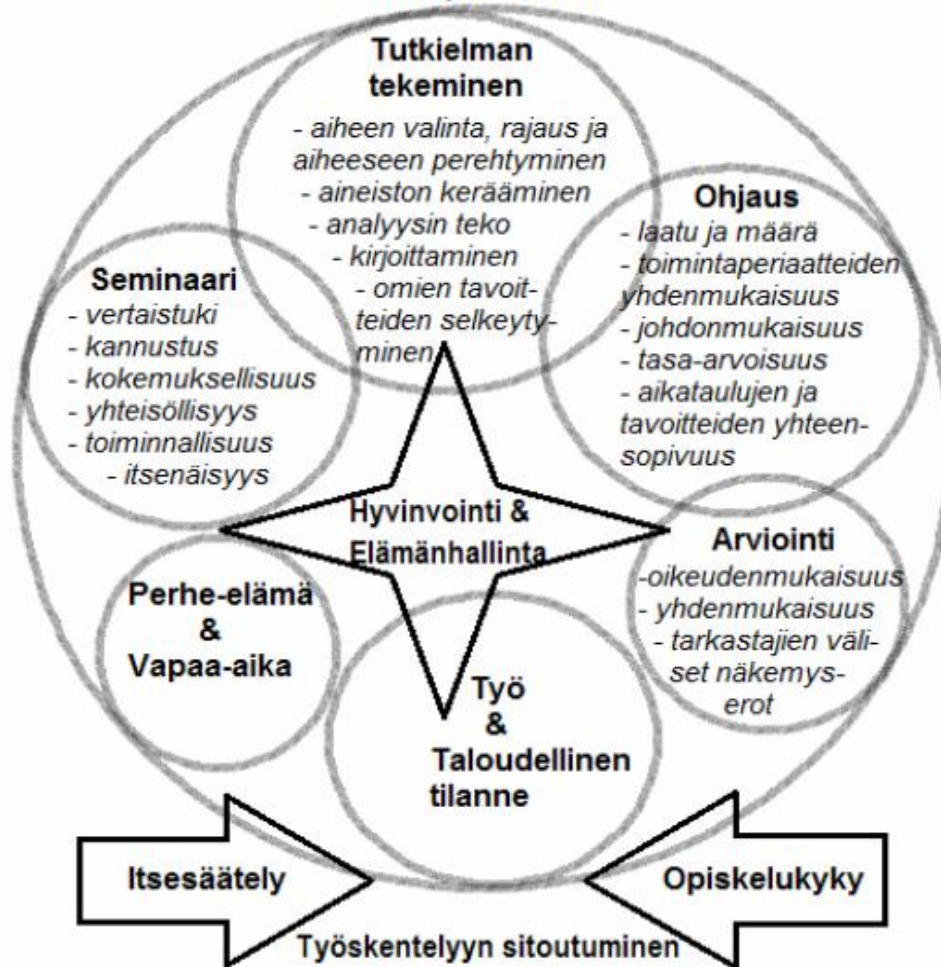 Tutkielman
tekeminen
- aiheen valinta, rajaus ja
aiheeseen perehtyminen
- aineiston kerääminen
- analyysin teko
- kirjoittaminen
- omien tavoit-
teiden selkeyty-
minen
Ohjaus
- laatu ja määrä
- toimintaperiaatteiden
yhdenmukaisuus
- johdonmukaisuus
- tasa-arvoisuus
- aikataulujen ja
tavoitteiden yhteen-
sopivuus
Seminaari
- vertaistuki
- kannustus
- kokemuksellisuus
- yhteisöllisyys
- toiminnallisuus
- itsenäisyys
Hyvinvointi &
Elämänhallinta
Arviointi
-oikeudenmukaisuus
- yhdenmukaisuus
- tarkastajien väli-
set näkemys-
erot
Perhe-elämä
&
Vapaa-aika
Työ
&
Taloudellinen
tilanne
Itsesäätely
Opiskelukyky
Työskentelyyn sitoutuminen